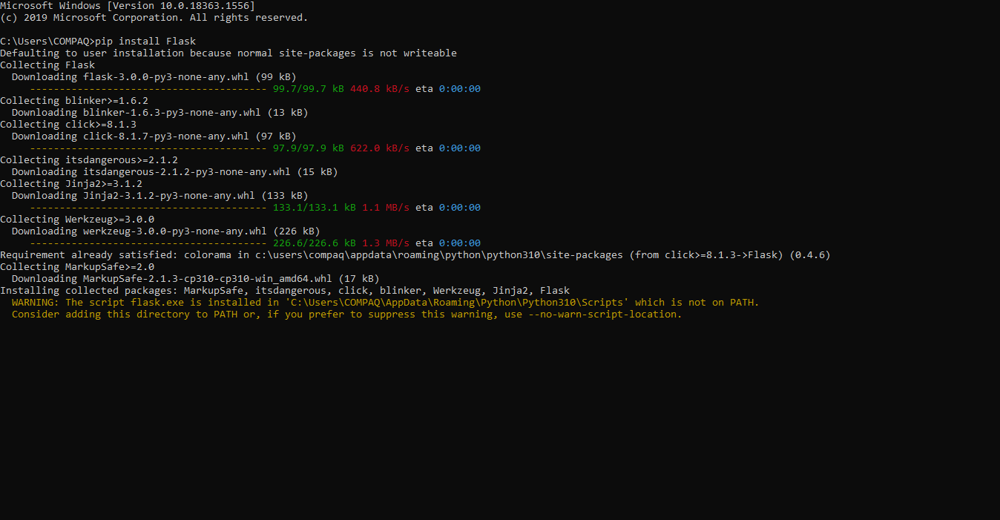 Microsoft Windows [Version 10.0.18363.1556]
(c) 2019 Microsoft Corporation. All rights reserved.
C:\Users\COMPAQ>pip install Flask
Defaulting to user installation because normal site-packages is not writeable
Collecting Flask
Downloading flask-3.0.0-py3-none-any.whl (99 kB)
---------------------------------------- 99.7/99.7 kB 440.8 kB/s eta 0:00:00
Collecting blinker>=1.6.2
Downloading blinker-1.6.3-py3-none-any.whl (13 kB)
Collecting click>=8.1.3
Downloading click-8.1.7-py3-none-any.whl (97 kB)
---------------------------------------- 97.9/97.9 kB 622.0 kB/s eta 0:00:00
Collecting itsdangerous>=2.1.2
Downloading itsdangerous-2.1.2-py3-none-any.whl (15 kB)
Collecting Jinja2>=3.1.2
Downloading Jinja2-3.1.2-py3-none-any.whl (133 kB)
---------------------------------------- 133.1/133.1 kB 1.1 MB/s eta 0:00:00
Collecting Werkzeug>=3.0.0
Downloading werkzeug-3.0.0-py3-none-any.whl (226 kB)
---------------------------------------- 226.6/226.6 kB 1.3 MB/s eta 0:00:00
Requirement already satisfied: colorama in c:\users\compaq\appdata\roaming\python\python310\site-packages (from click>=8.1.3->Flask) (0.4.6)
Collecting MarkupSafe>=2.0
Downloading MarkupSafe-2.1.3-cp310-cp310-win_amd64.whl (17 kB)
Installing collected packages: MarkupSafe, itsdangerous, click, blinker, Werkzeug, Jinja2, Flask
WARNING: The script flask.exe is installed in 'C:\Users\COMPAQ\AppData\Roaming\Python\Python310\Scripts' which is not on PATH.
Consider adding this directory to PATH or, if you prefer to suppress this warning, use --no-warn-script-location.